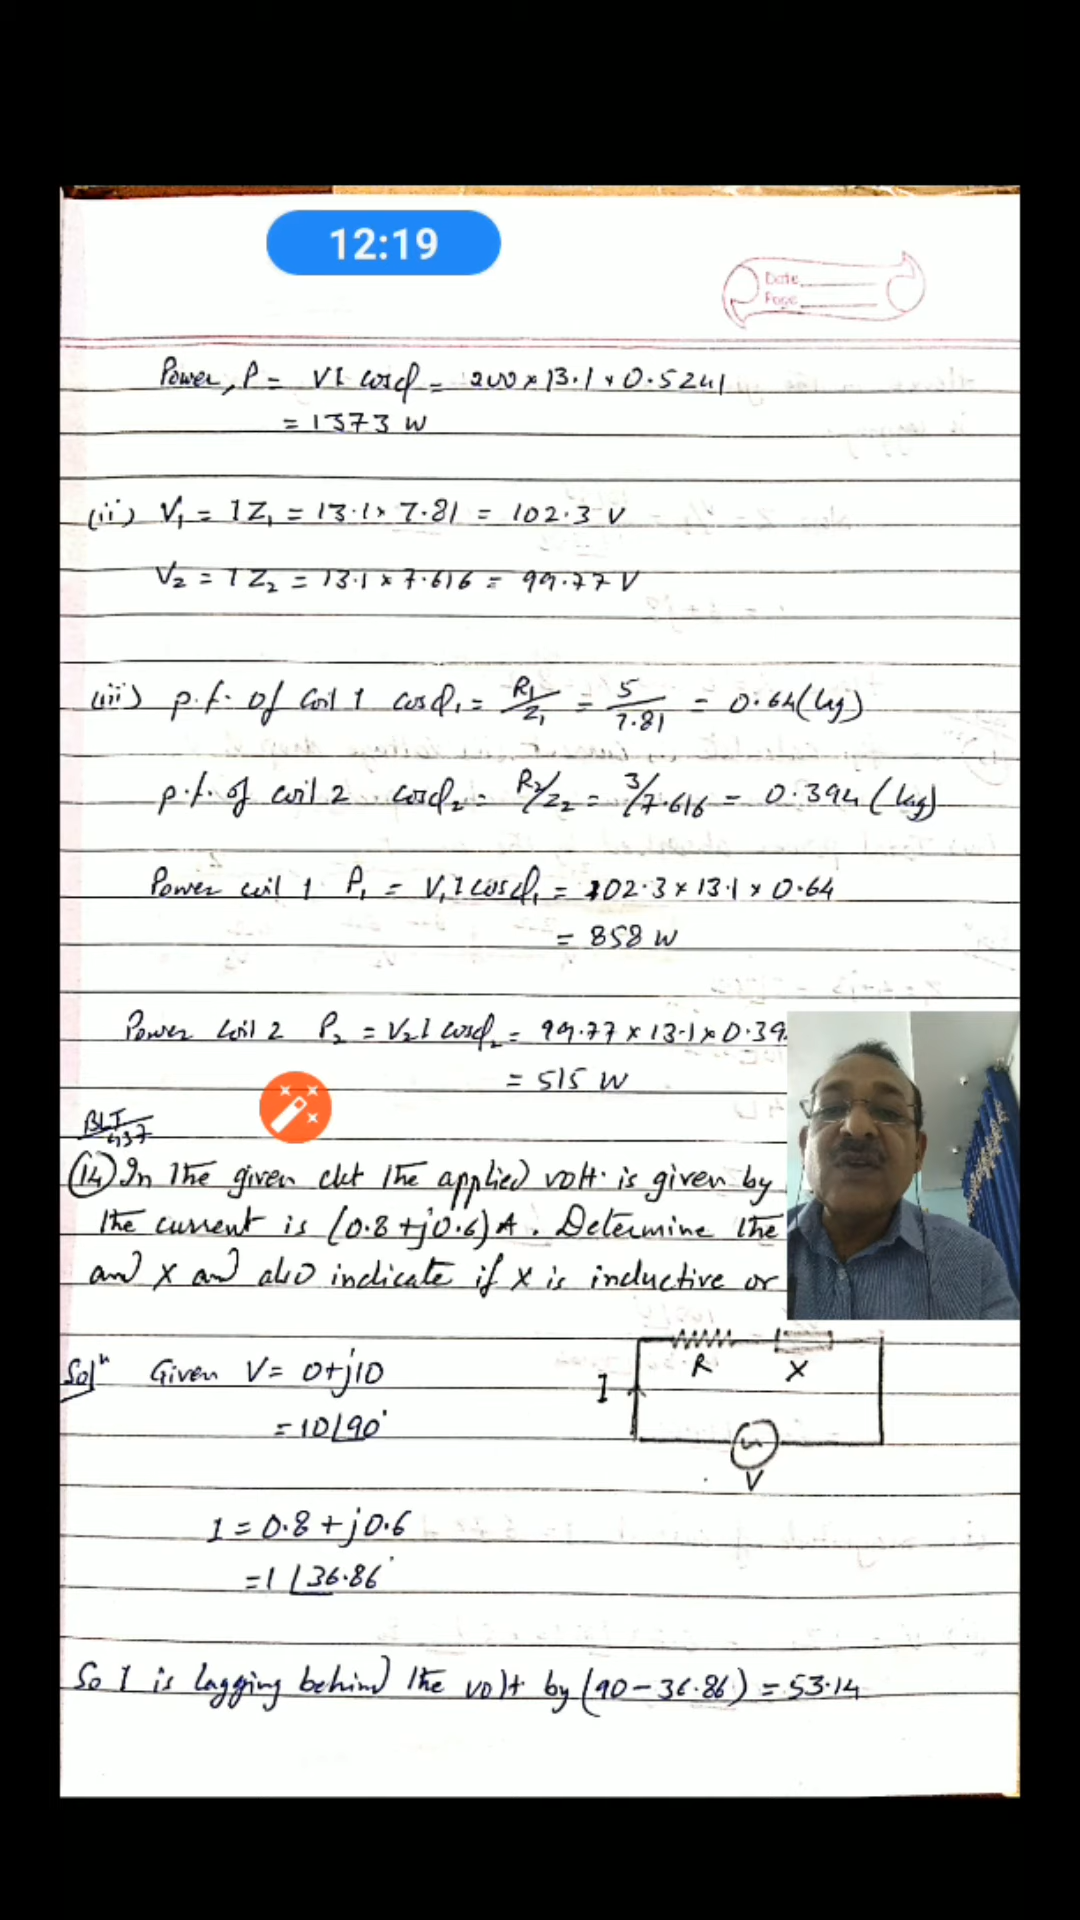 12:19
Date
Page
Power, P = VI cosφ = 200 × 13.1 × 0.5241
= 1373 W
(ii) V₁ = IZ₁ = 13.1 × 7.81 = 102.3 V
V₂ = IZ₂ = 13.1 × 7.616 = 99.77 V
(iii) p.f. of Coil 1 cosφ₁ = R₁/Z₁ = 5/7.81 = 0.64 (lag)
p.f. of coil 2 cosφ₂ = R₂/Z₂ = 3/7.616 = 0.394 (lag)
Power coil 1 P₁ = V₁I cosφ₁ = 102.3 × 13.1 × 0.64
= 858 W
Power Coil 2 P₂ = V₂I cosφ₂ = 99.77 × 13.1 × 0.39
= 515 W
BLT/437
(14) In the given ckt the applied volt. is given by
the current is (0.8 + j0.6) A. Determine the
and X and also indicate if X is inductive or
Solⁿ Given V = 0 + j10
= 10∠90°
R X
I
V
I = 0.8 + j0.6
= 1∠36.86°
So I is lagging behind the volt by (90 - 36.86) = 53.14